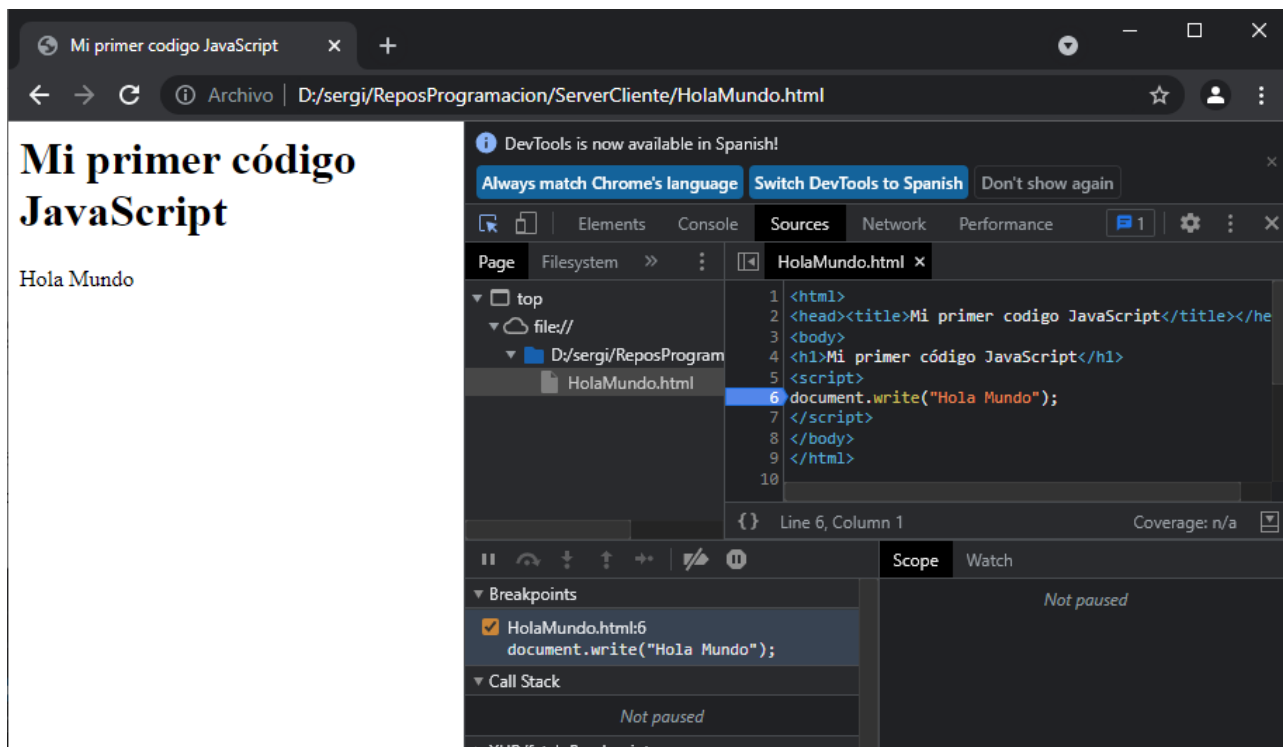 Mi primer codigo JavaScript
Archivo D:/sergi/ReposProgramacion/ServerCliente/HolaMundo.html
Mi primer código
JavaScript
Hola Mundo
DevTools is now available in Spanish!
Always match Chrome's language Switch DevTools to Spanish Don't show again
Elements Console Sources Network Performance 1
Page Filesystem HolaMundo.html
top
file://
D:/sergi/ReposProgram
HolaMundo.html
1 <html>
2 <head><title>Mi primer codigo JavaScript</title></he
3 <body>
4 <h1>Mi primer código JavaScript</h1>
5 <script>
6 document.write("Hola Mundo");
7 </script>
8 </body>
9 </html>
10
{} Line 6, Column 1 Coverage: n/a
Scope Watch
Breakpoints
HolaMundo.html:6
document.write("Hola Mundo");
Call Stack
Not paused
Not paused